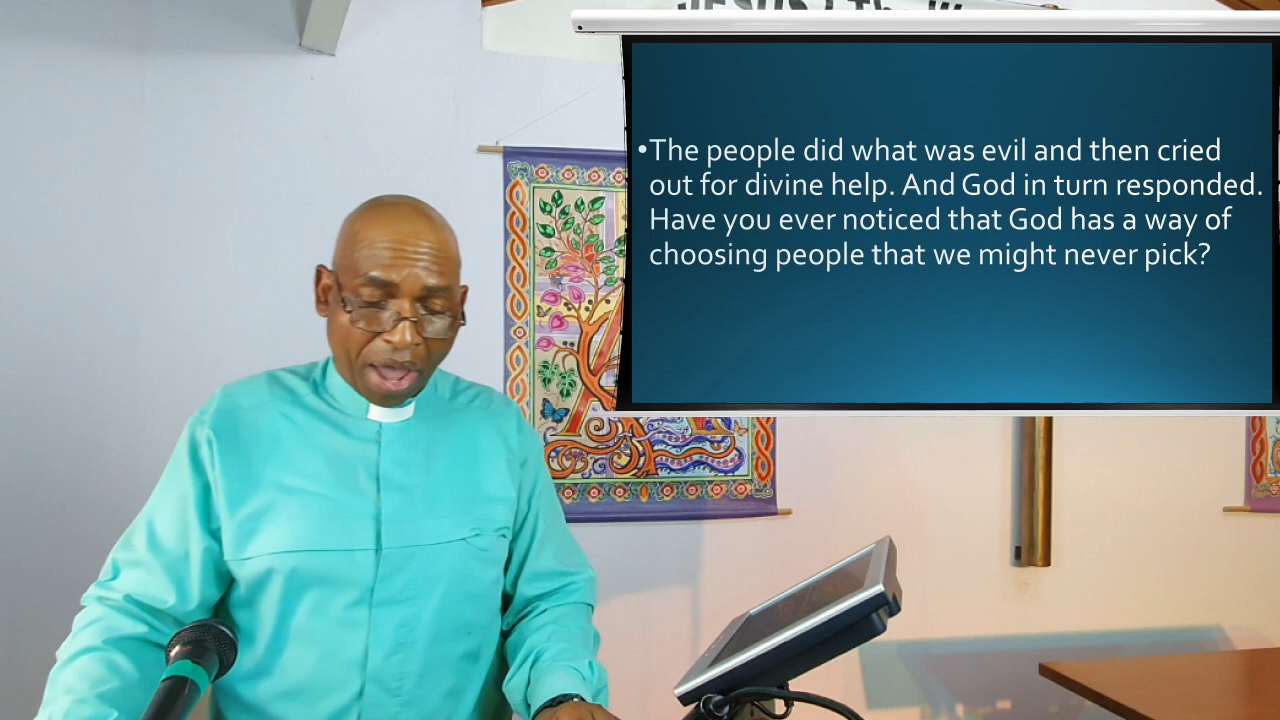 JESUS
•The people did what was evil and then cried
out for divine help. And God in turn responded.
Have you ever noticed that God has a way of
choosing people that we might never pick?